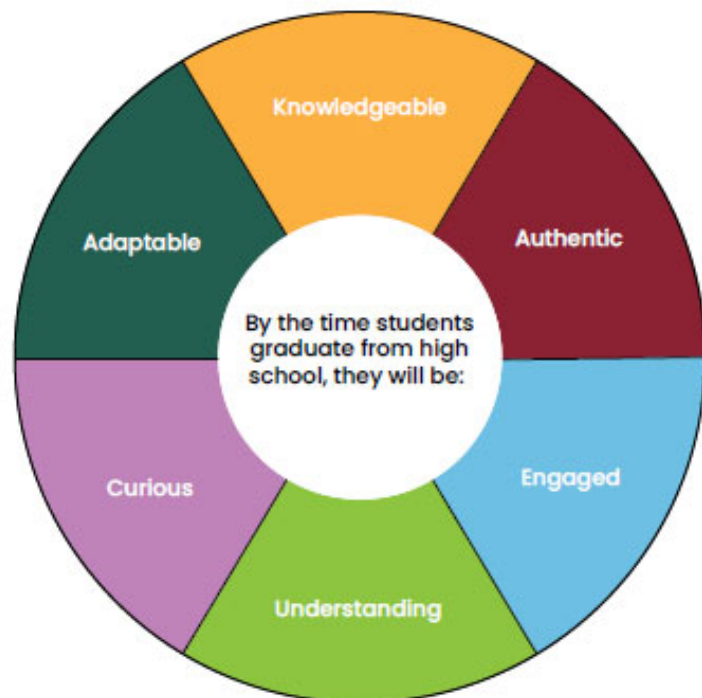 Knowledgeable
Authentic
Adaptable
By the time students
graduate from high
school, they will be:
Engaged
Curious
Understanding